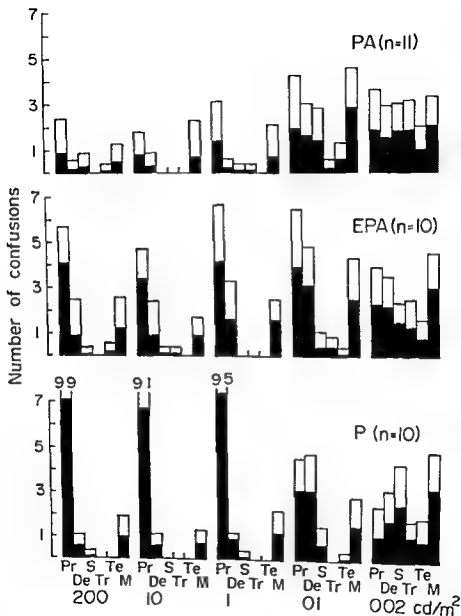 PA (n=11)
7
5
3
1
EPA (n=10)
7
5
3
1
Number of confusions
99
91
95
P (n=10)
7
5
3
1
Pr S Te Pr S Te Pr S Te Pr S Te Pr S Te
De Tr M De Tr M De Tr M De Tr M De Tr M
200 10 1 01 002 cd/m²